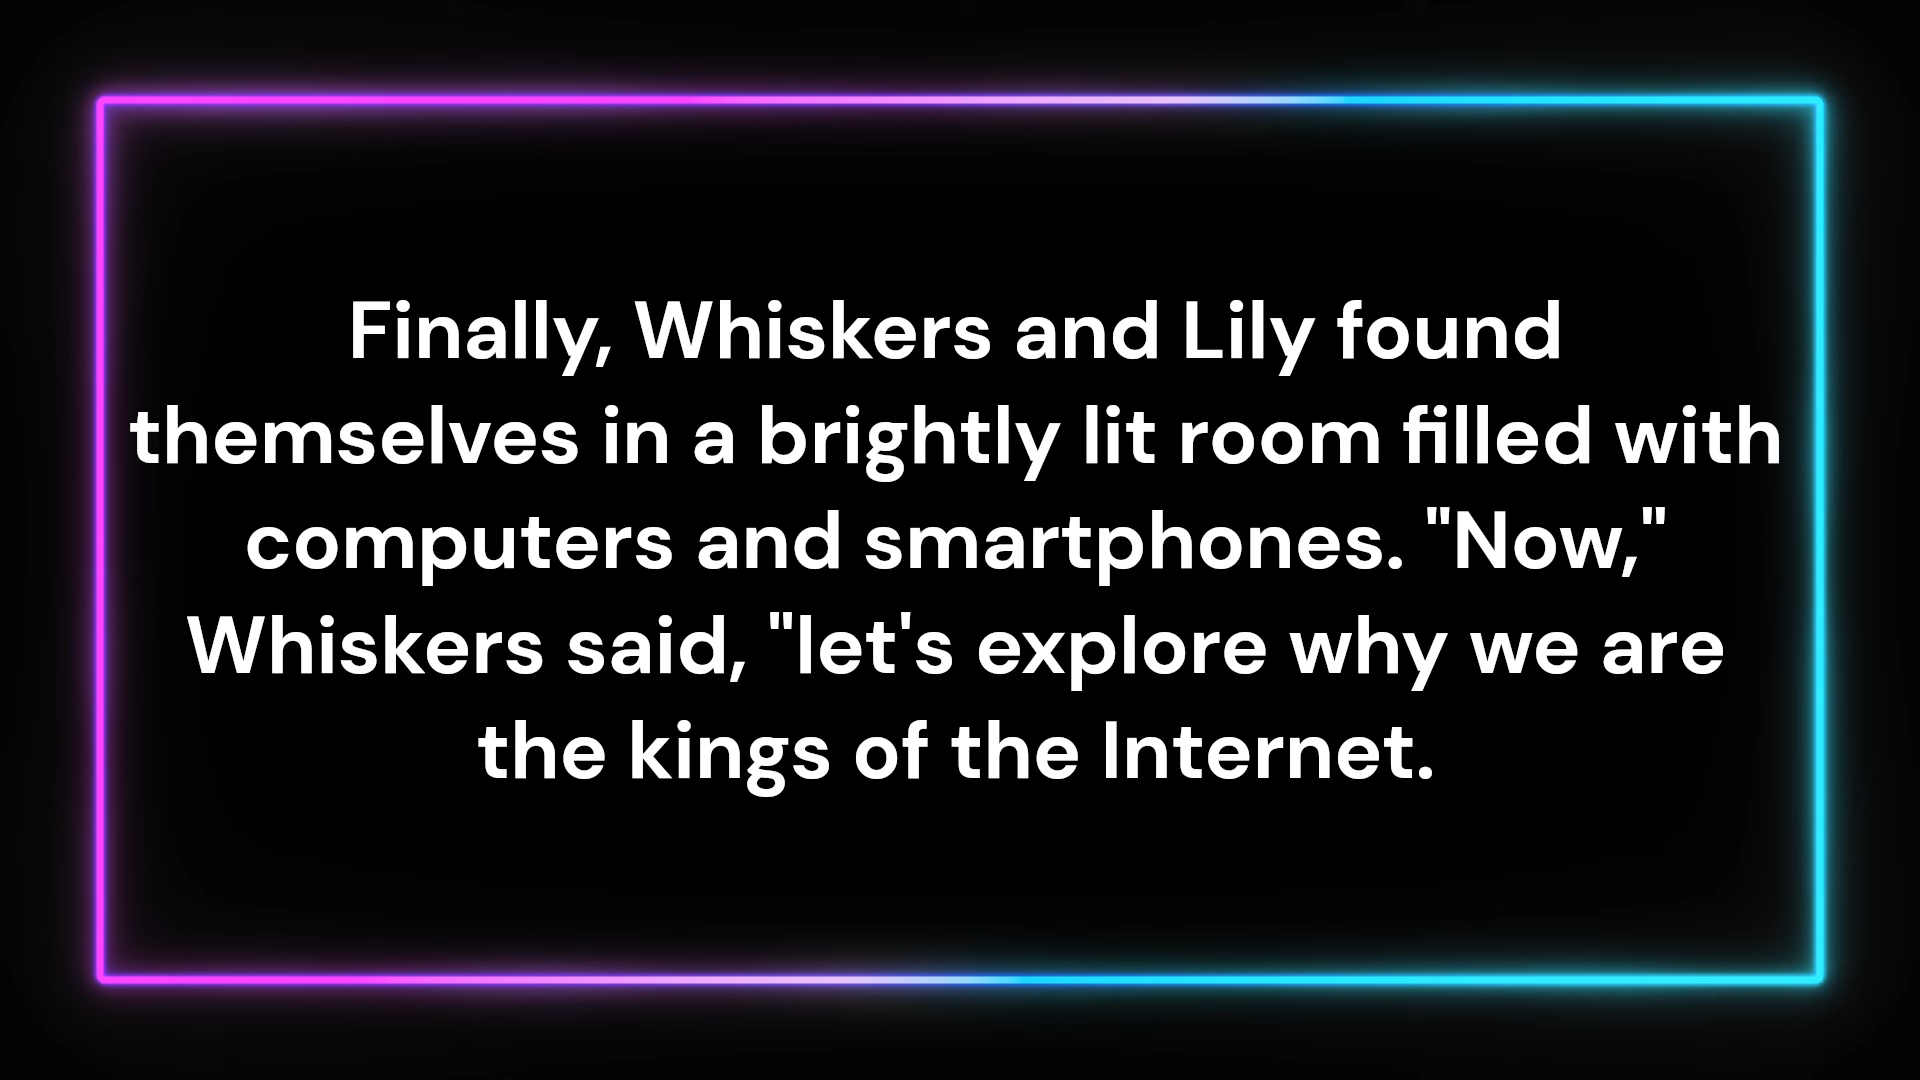 Finally, Whiskers and Lily found
themselves in a brightly lit room filled with
computers and smartphones. "Now,"
Whiskers said, "let's explore why we are
the kings of the Internet.